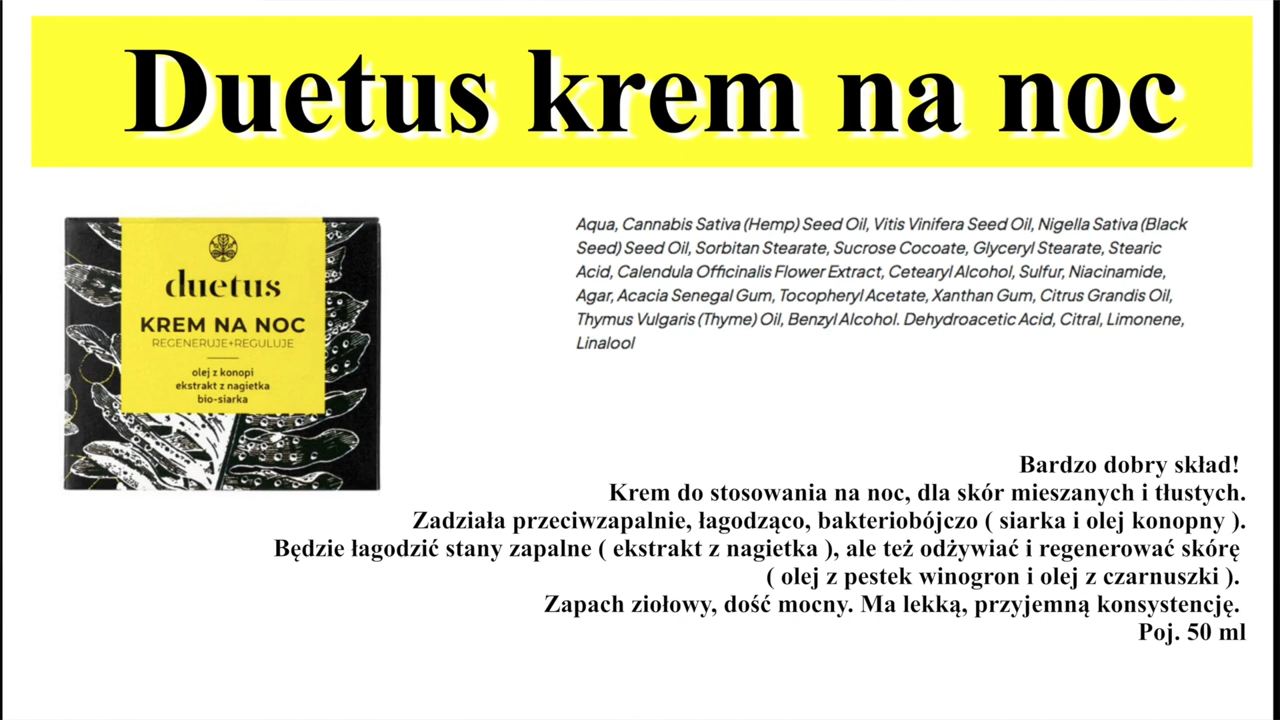 Duetus krem na noc
duetus
KREM NA NOC
REGENERUJE+REGULUJE
olej z konopi
ekstrakt z nagietka
bio-siarka
Aqua, Cannabis Sativa (Hemp) Seed Oil, Vitis Vinifera Seed Oil, Nigella Sativa (Black
Seed) Seed Oil, Sorbitan Stearate, Sucrose Cocoate, Glyceryl Stearate, Stearic
Acid, Calendula Officinalis Flower Extract, Cetearyl Alcohol, Sulfur, Niacinamide,
Agar, Acacia Senegal Gum, Tocopheryl Acetate, Xanthan Gum, Citrus Grandis Oil,
Thymus Vulgaris (Thyme) Oil, Benzyl Alcohol. Dehydroacetic Acid, Citral, Limonene,
Linalool
Bardzo dobry skład!
Krem do stosowania na noc, dla skór mieszanych i tłustych.
Zadziała przeciwzapalnie, łagodząco, bakteriobójczo ( siarka i olej konopny ).
Będzie łagodzić stany zapalne ( ekstrakt z nagietka ), ale też odżywiać i regenerować skórę
( olej z pestek winogron i olej z czarnuszki ).
Zapach ziołowy, dość mocny. Ma lekką, przyjemną konsystencję.
Poj. 50 ml